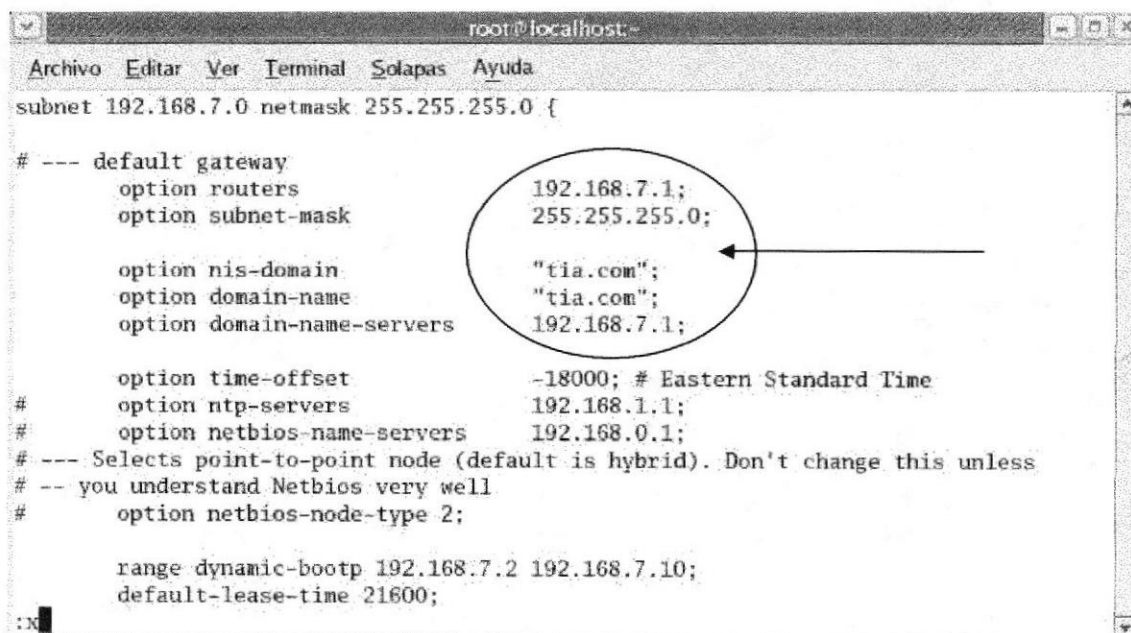 root@localhost:~
Archivo Editar Ver Terminal Solapas Ayuda
subnet 192.168.7.0 netmask 255.255.255.0 {
# --- default gateway
option routers 192.168.7.1;
option subnet-mask 255.255.255.0;
option nis-domain "tia.com";
option domain-name "tia.com";
option domain-name-servers 192.168.7.1;
option time-offset -18000; # Eastern Standard Time
# option ntp-servers 192.168.1.1;
# option netbios-name-servers 192.168.0.1;
# --- Selects point-to-point node (default is hybrid). Don't change this unless
# -- you understand Netbios very well
# option netbios-node-type 2;
range dynamic-bootp 192.168.7.2 192.168.7.10;
default-lease-time 21600;
:x